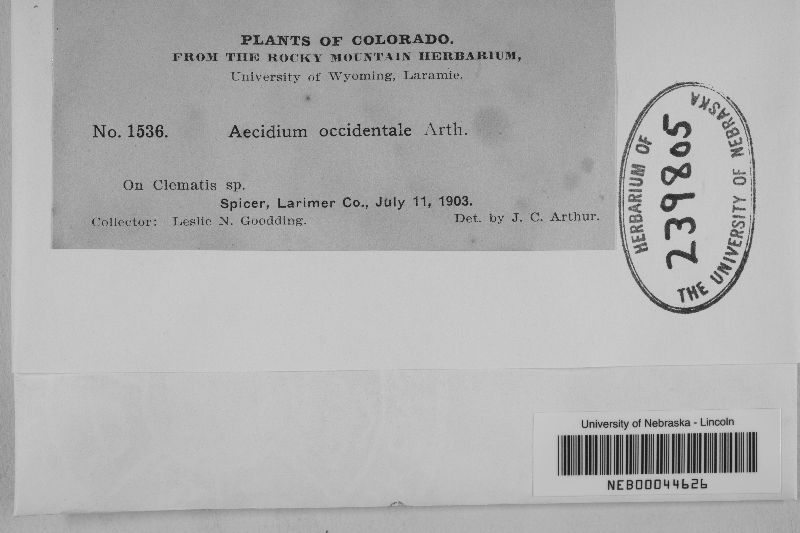 PLANTS OF COLORADO.
FROM THE ROCKY MOUNTAIN HERBARIUM,
University of Wyoming, Laramie.
No. 1536. Aecidium occidentale Arth.
On Clematis sp.
Spicer, Larimer Co., July 11, 1903.
Collector: Leslie N. Goodding. Det. by J. C. Arthur.
HERBARIUM OF
239805
THE UNIVERSITY OF NEBRASKA
University of Nebraska - Lincoln
NEB00044626